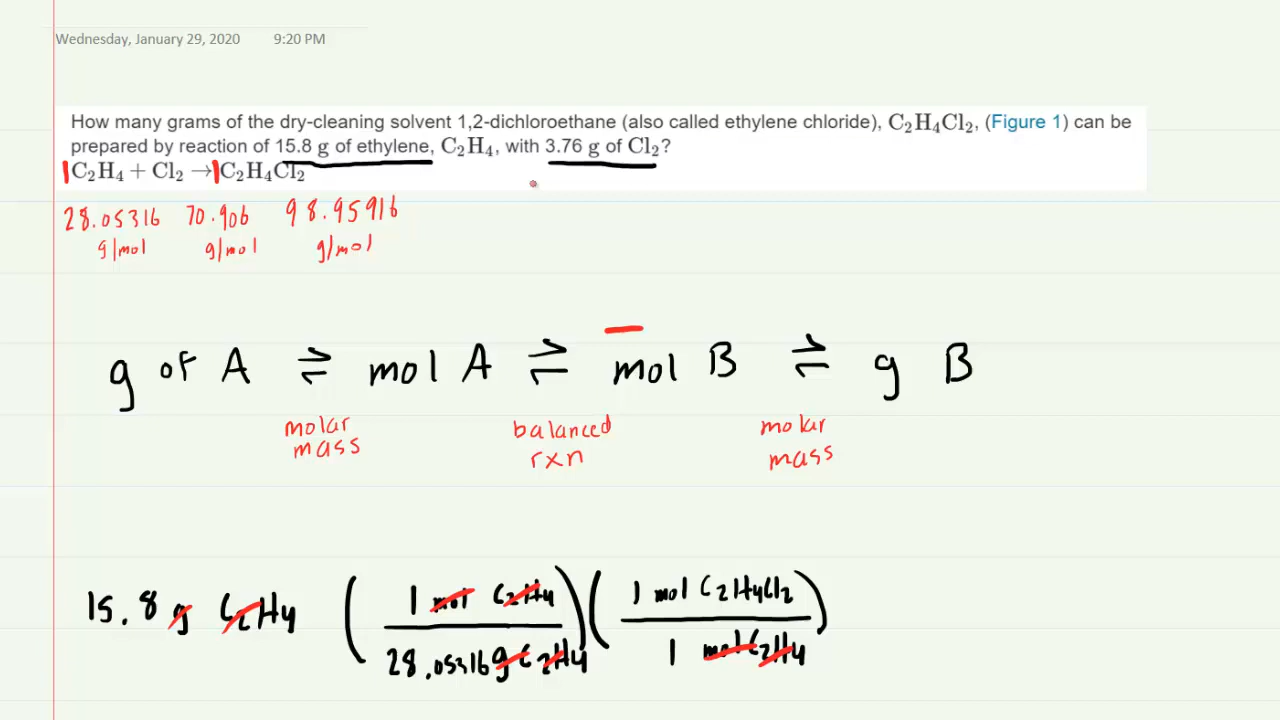 Wednesday, January 29, 2020 9:20 PM
How many grams of the dry-cleaning solvent 1,2-dichloroethane (also called ethylene chloride), C₂H₄Cl₂, (Figure 1) can be
prepared by reaction of 15.8 g of ethylene, C₂H₄, with 3.76 g of Cl₂?
1C₂H₄ + Cl₂ → 1C₂H₄Cl₂
28.05316 70.906 98.95916
g/mol g/mol g/mol
g of A ⇌ mol A ⇌ mol B ⇌ g B
molar balanced molar
mass rxn mass
15.8 g C₂H₄ (1 mol C₂H₄ / 28.05316 g C₂H₄) (1 mol C₂H₄Cl₂ / 1 mol C₂H₄)